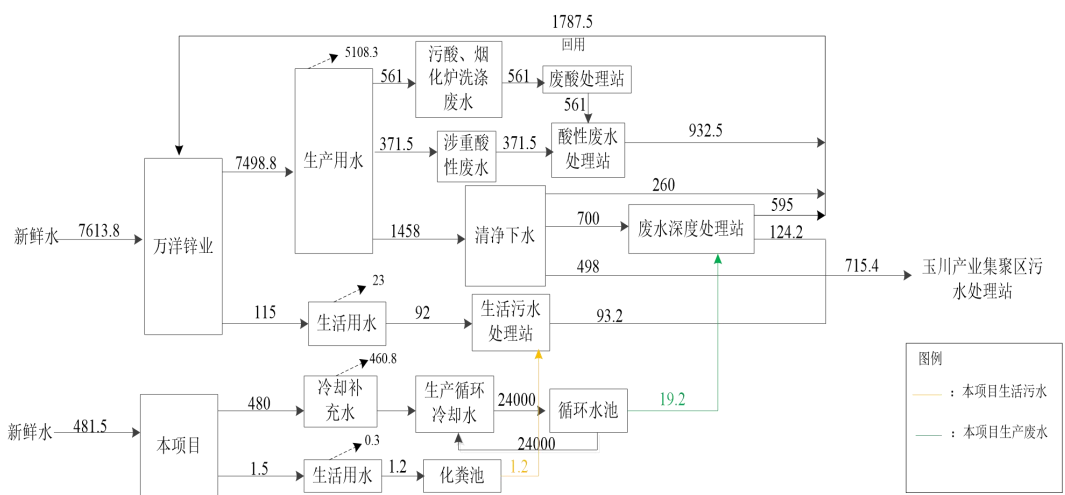 1787.5
回用
5108.3
561
污酸、烟
化炉洗涤
废水
561
废酸处理站
561
7498.8
生产用水
371.5
涉重酸
性废水
371.5
酸性废水
处理站
932.5
新鲜水
7613.8
万洋锌业
1458
清净下水
260
700
废水深度处理站
595
124.2
498
715.4
玉川产业集聚区污
水处理站
115
23
生活用水
92
生活污水
处理站
93.2
460.8
新鲜水
481.5
本项目
480
冷却补
充水
生产循环
冷却水
24000
循环水池
19.2
24000
1.5
0.3
生活用水
1.2
化粪池
1.2
图例
：本项目生活污水
：本项目生产废水